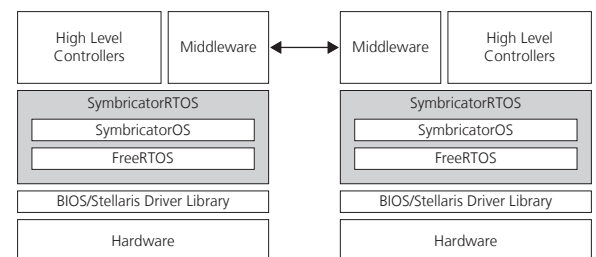 High Level
Controllers
Middleware
SymbricatorRTOS
SymbricatorOS
FreeRTOS
BIOS/Stellaris Driver Library
Hardware
Middleware
High Level
Controllers
SymbricatorRTOS
SymbricatorOS
FreeRTOS
BIOS/Stellaris Driver Library
Hardware